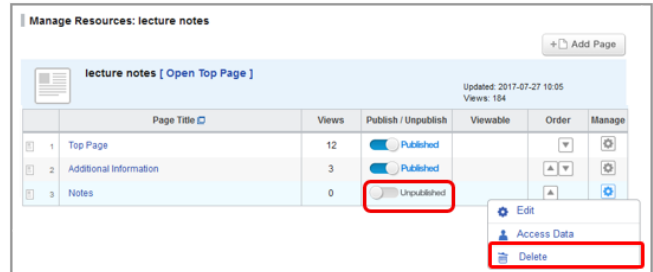 Manage Resources: lecture notes
+ Add Page
lecture notes [ Open Top Page ]
Updated: 2017-07-27 10:05
Views: 184
Page Title Views Publish / Unpublish Viewable Order Manage
1 Top Page 12 Published ▼
2 Additional Information 3 Published ▲ ▼
3 Notes 0 Unpublished ▲
Edit
Access Data
Delete